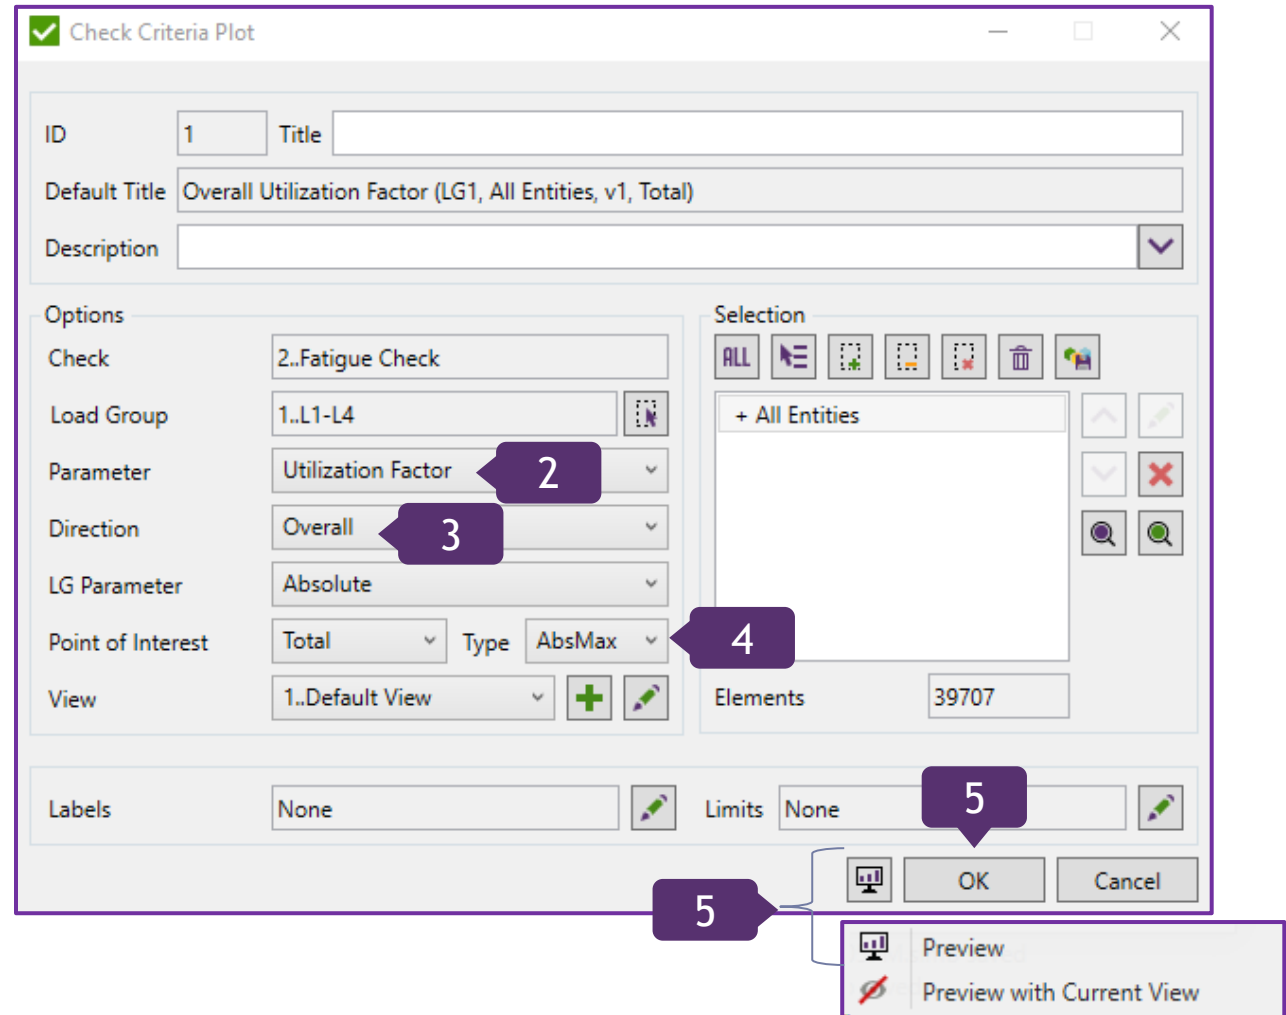 Check Criteria Plot
ID 1 Title
Default Title Overall Utilization Factor (LG1, All Entities, v1, Total)
Description
Options
Check 2..Fatigue Check
Load Group 1..L1-L4
Parameter Utilization Factor 2
Direction Overall 3
LG Parameter Absolute
Point of Interest Total Type AbsMax 4
View 1..Default View
Selection
ALL
+ All Entities
Elements 39707
Labels None Limits None 5
OK Cancel
5
Preview
Preview with Current View